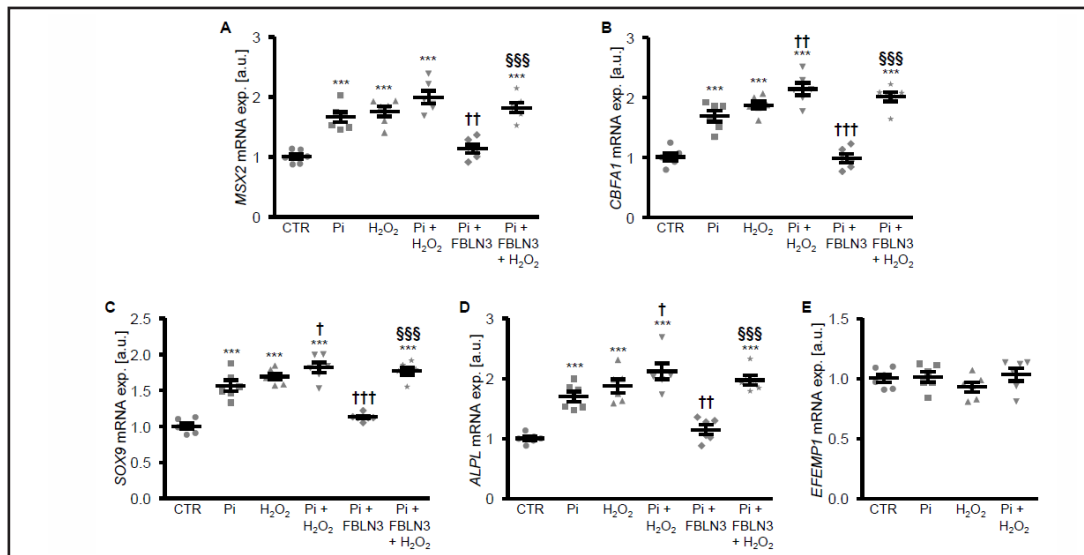 A
MSX2 mRNA exp. [a.u.]
3
2
1
0
***
***
***
††
§§§
***
CTR
Pi
H₂O₂
Pi +
H₂O₂
Pi +
FBLN3
Pi +
FBLN3
+ H₂O₂
B
CBFA1 mRNA exp. [a.u.]
3
2
1
0
***
***
††
***
†††
§§§
***
CTR
Pi
H₂O₂
Pi +
H₂O₂
Pi +
FBLN3
Pi +
FBLN3
+ H₂O₂
C
SOX9 mRNA exp. [a.u.]
2.5
2.0
1.5
1.0
0.5
0.0
***
***
†
***
†††
§§§
***
CTR
Pi
H₂O₂
Pi +
H₂O₂
Pi +
FBLN3
Pi +
FBLN3
+ H₂O₂
D
ALPL mRNA exp. [a.u.]
3
2
1
0
***
***
†
***
††
§§§
***
CTR
Pi
H₂O₂
Pi +
H₂O₂
Pi +
FBLN3
Pi +
FBLN3
+ H₂O₂
E
EFEMP1 mRNA exp. [a.u.]
1.5
1.0
0.5
0.0
CTR
Pi
H₂O₂
Pi +
H₂O₂